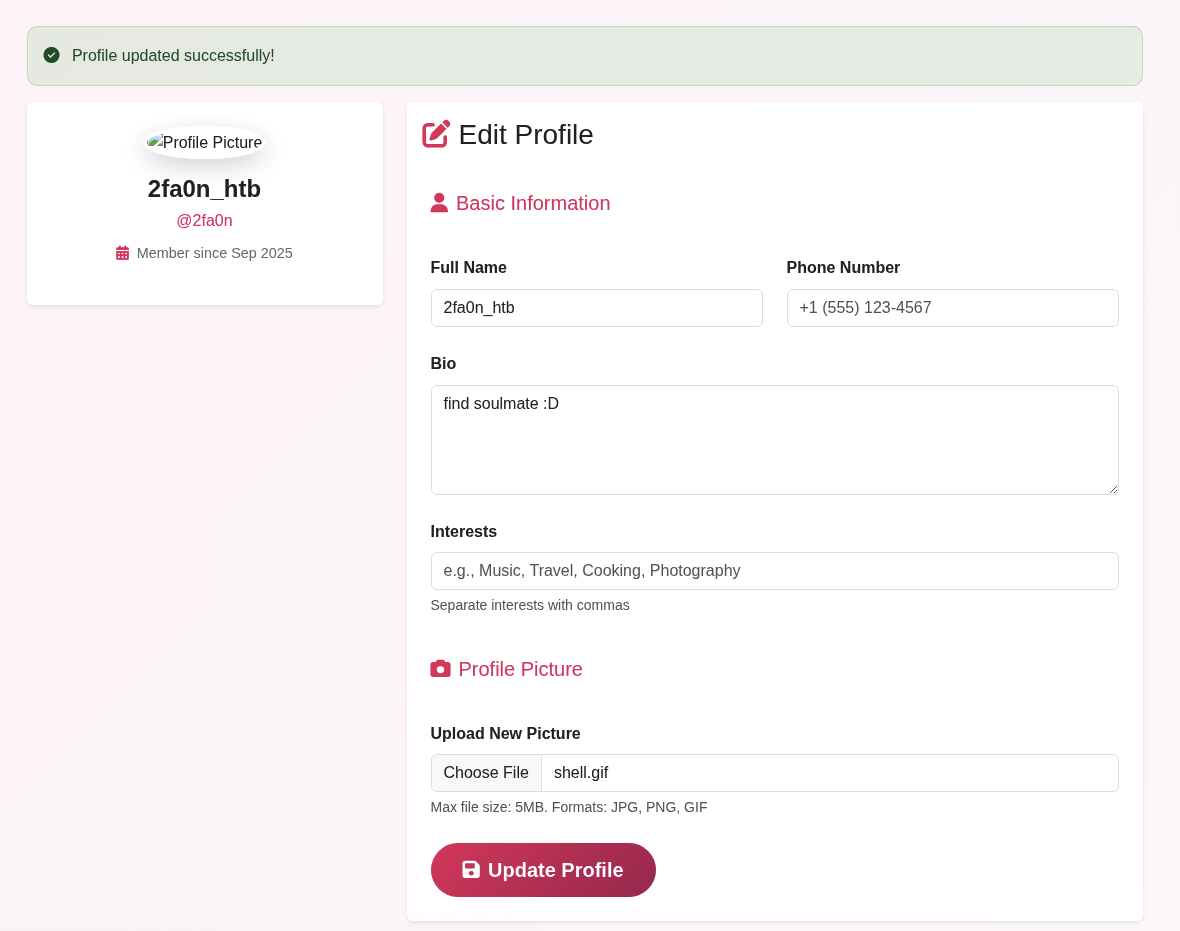 Profile updated successfully!
Profile Picture
2fa0n_htb
@2fa0n
Member since Sep 2025
Edit Profile
Basic Information
Full Name
Phone Number
2fa0n_htb
+1 (555) 123-4567
Bio
find soulmate :D
Interests
e.g., Music, Travel, Cooking, Photography
Separate interests with commas
Profile Picture
Upload New Picture
Choose File shell.gif
Max file size: 5MB. Formats: JPG, PNG, GIF
Update Profile